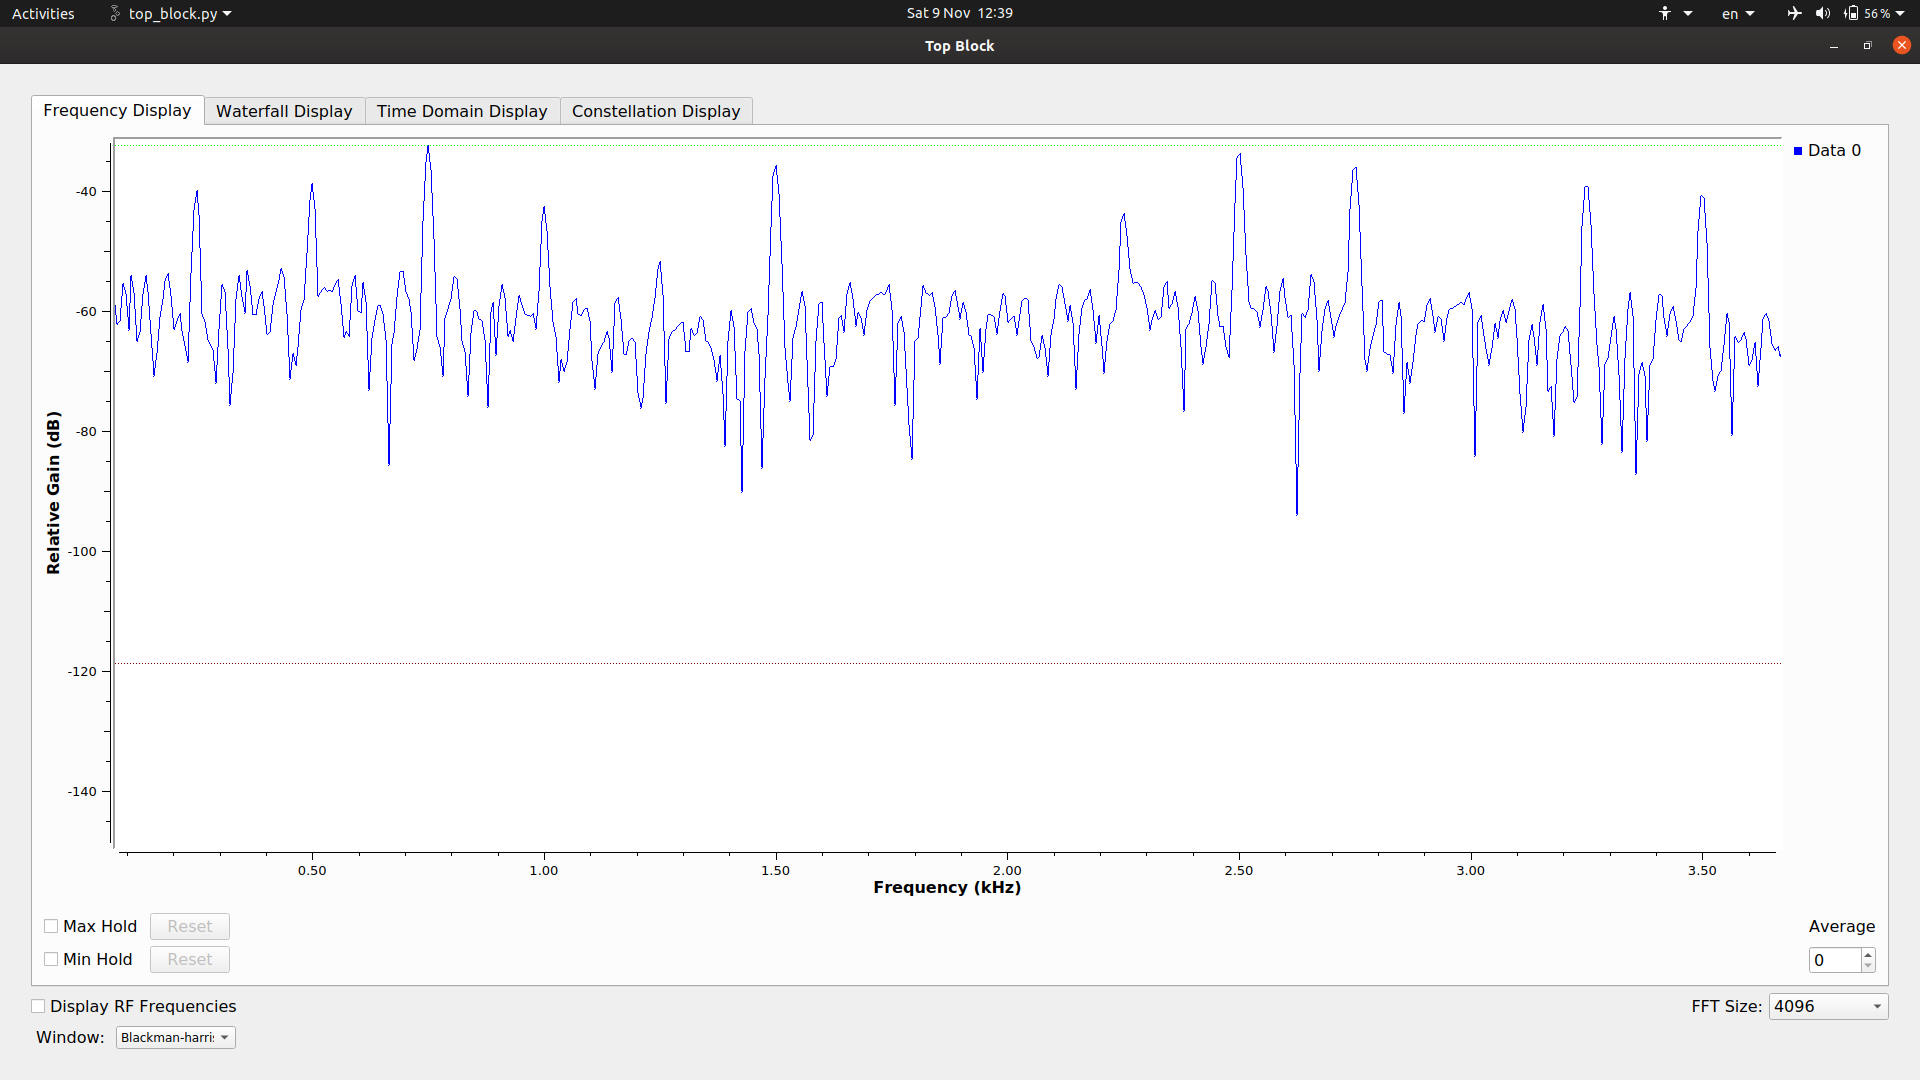 Activities top_block.py Sat 9 Nov 12:39 en 56 %
Top Block
Frequency Display Waterfall Display Time Domain Display Constellation Display
Data 0
-40
-60
-80
-100
-120
-140
Relative Gain (dB)
0.50 1.00 1.50 2.00 2.50 3.00 3.50
Frequency (kHz)
Max Hold Reset Average
Min Hold Reset 0
Display RF Frequencies FFT Size: 4096
Window: Blackman-harris